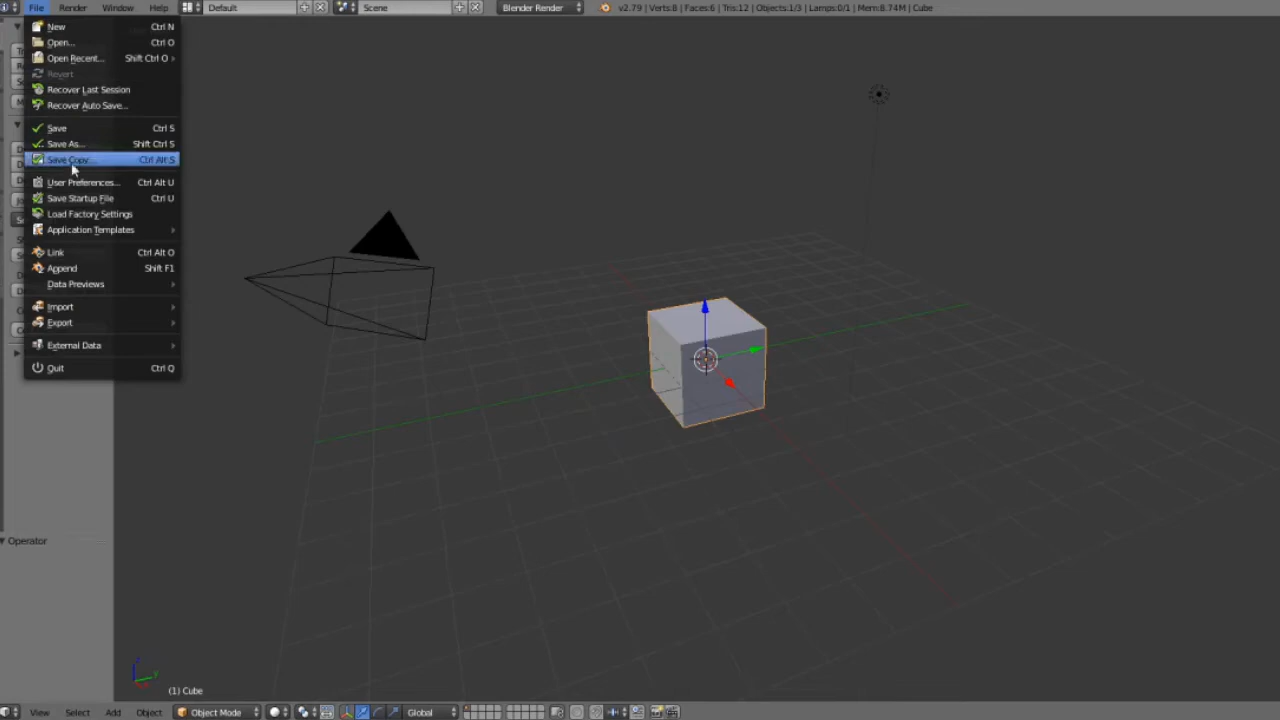 File Render Window Help Default Scene Blender Render v2.79 | Verts:8 | Faces:6 | Tris:12 | Objects:1/3 | Lamps:0/1 | Mem:8.74M | Cube
New Ctrl N
Open... Ctrl O
Open Recent... Shift Ctrl O
Revert
Recover Last Session
Recover Auto Save...
Save Ctrl S
Save As... Shift Ctrl S
Save Copy... Ctrl Alt S
User Preferences... Ctrl Alt U
Save Startup File Ctrl U
Load Factory Settings
Application Templates
Link Ctrl Alt O
Append Shift F1
Data Previews
Import
Export
External Data
Quit Ctrl Q
Operator
(1) Cube
View Select Add Object Object Mode Global